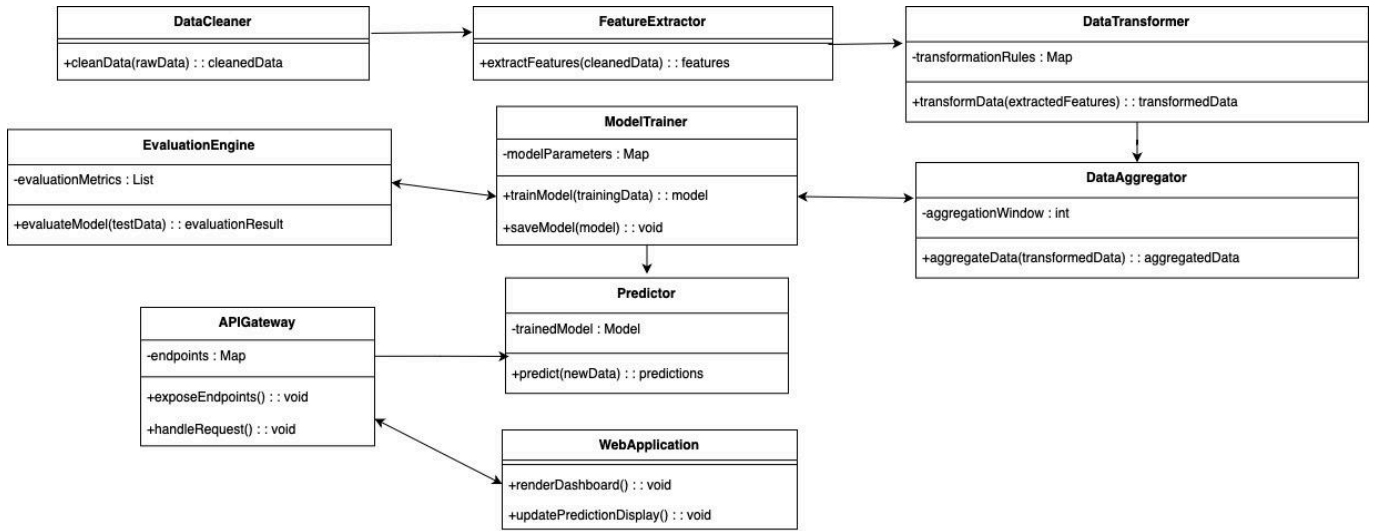 DataCleaner
+cleanData(rawData) : : cleanedData
FeatureExtractor
+extractFeatures(cleanedData) : : features
DataTransformer
-transformationRules : Map
+transformData(extractedFeatures) : : transformedData
EvaluationEngine
-evaluationMetrics : List
+evaluateModel(testData) : : evaluationResult
ModelTrainer
-modelParameters : Map
+trainModel(trainingData) : : model
+saveModel(model) : : void
DataAggregator
-aggregationWindow : int
+aggregateData(transformedData) : : aggregatedData
APIGateway
-endpoints : Map
+exposeEndpoints() : : void
+handleRequest() : : void
Predictor
-trainedModel : Model
+predict(newData) : : predictions
WebApplication
+renderDashboard() : : void
+updatePredictionDisplay() : : void